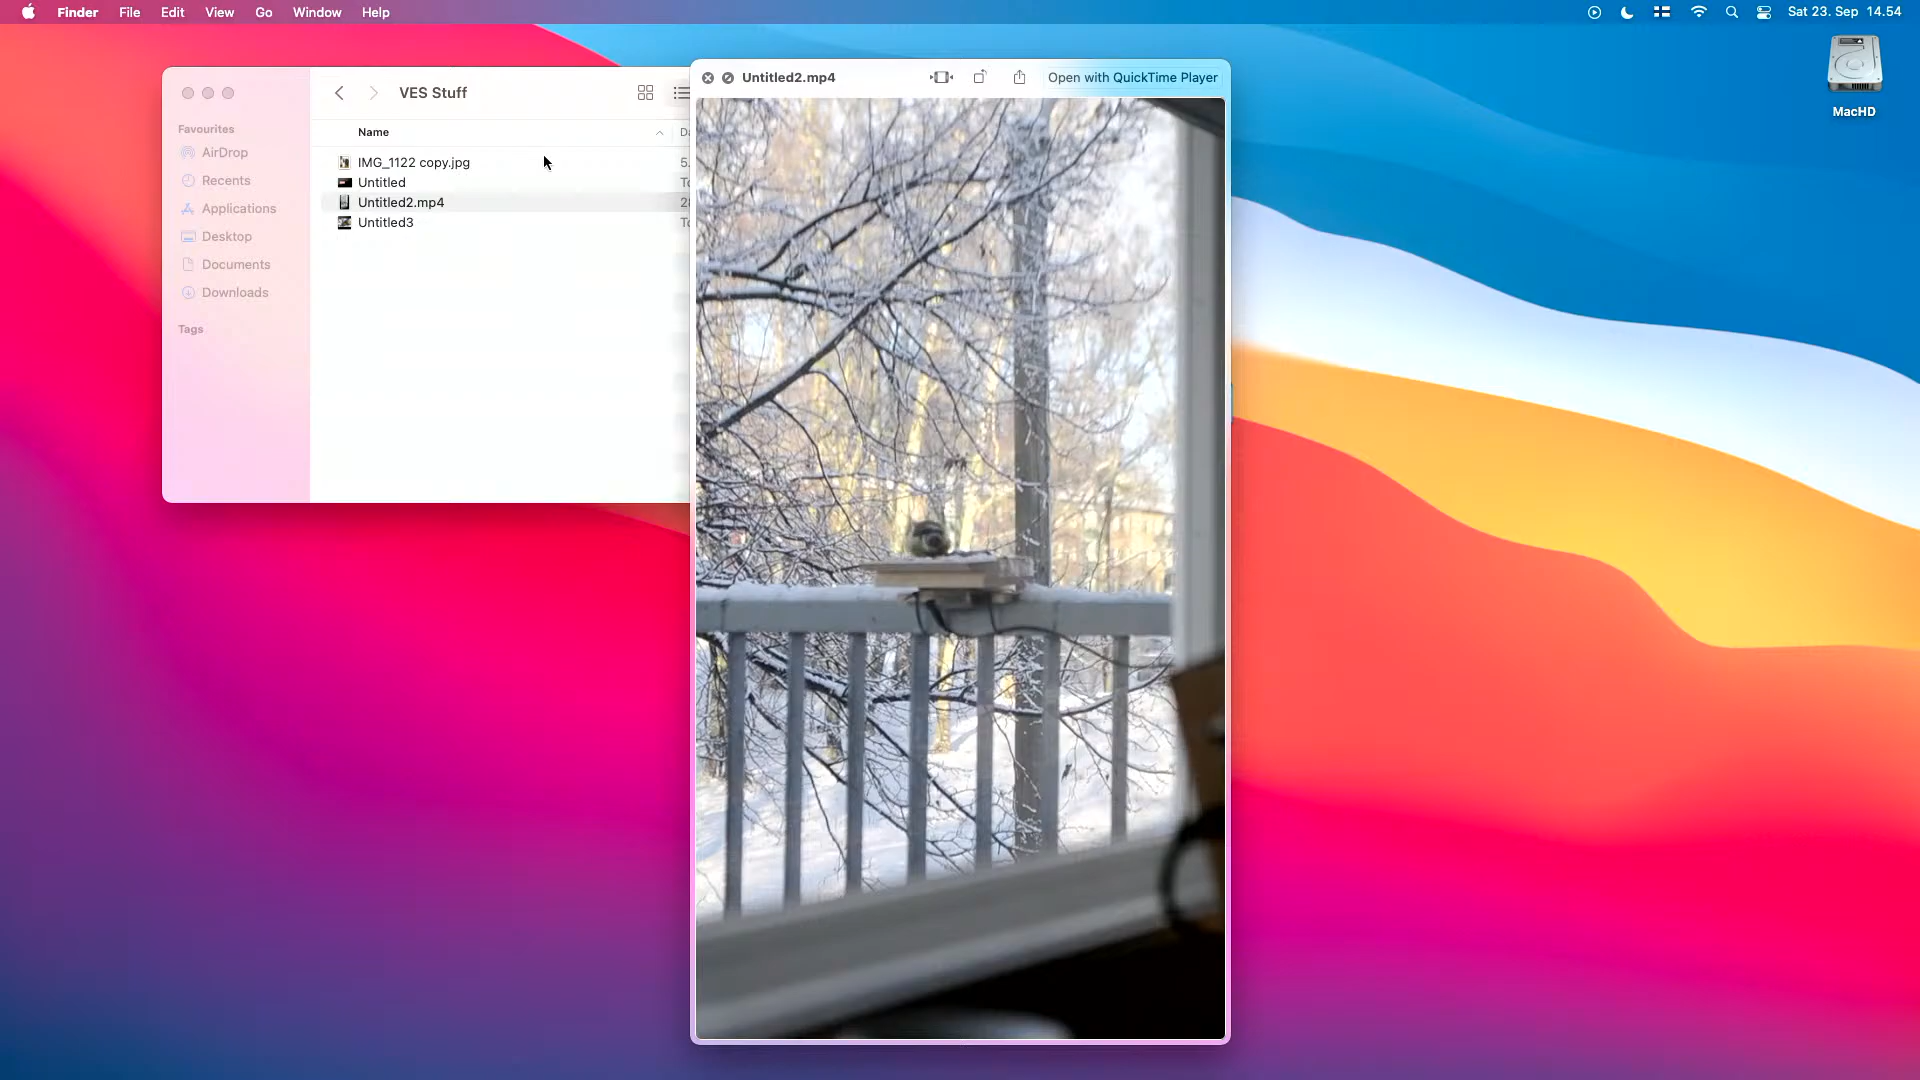 Finder File Edit View Go Window Help Sat 23. Sep 14.54
MacHD
VES Stuff
Favourites
AirDrop
Recents
Applications
Desktop
Documents
Downloads
Tags
Name
IMG_1122 copy.jpg 5.
Untitled
Untitled2.mp4
Untitled3
Untitled2.mp4 Open with QuickTime Player